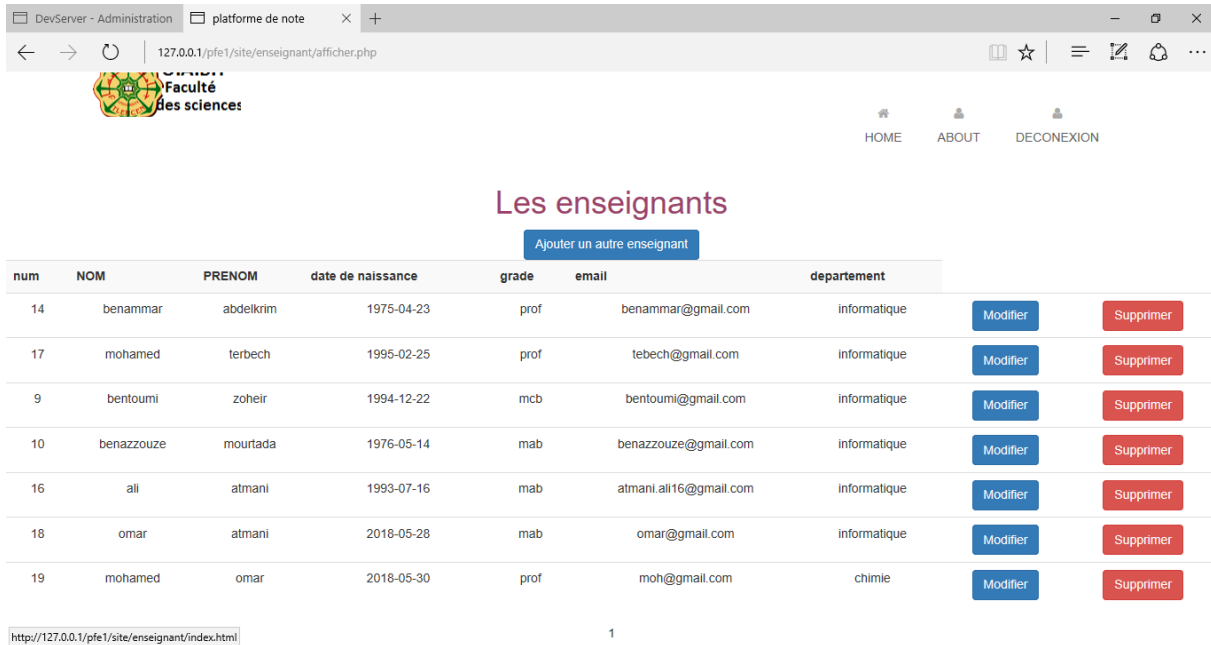 DevServer - Administration platforme de note
127.0.0.1/pfe1/site/enseignant/afficher.php
Faculté
des sciences
HOME ABOUT DECONEXION
Les enseignants
Ajouter un autre enseignant
num NOM PRENOM date de naissance grade email departement
14 benammar abdelkrim 1975-04-23 prof benammar@gmail.com informatique Modifier Supprimer
17 mohamed terbech 1995-02-25 prof tebech@gmail.com informatique Modifier Supprimer
9 bentoumi zoheir 1994-12-22 mcb bentoumi@gmail.com informatique Modifier Supprimer
10 benazzouze mourtada 1976-05-14 mab benazzouze@gmail.com informatique Modifier Supprimer
16 ali atmani 1993-07-16 mab atmani.ali16@gmail.com informatique Modifier Supprimer
18 omar atmani 2018-05-28 mab omar@gmail.com informatique Modifier Supprimer
19 mohamed omar 2018-05-30 prof moh@gmail.com chimie Modifier Supprimer
http://127.0.0.1/pfe1/site/enseignant/index.html
1